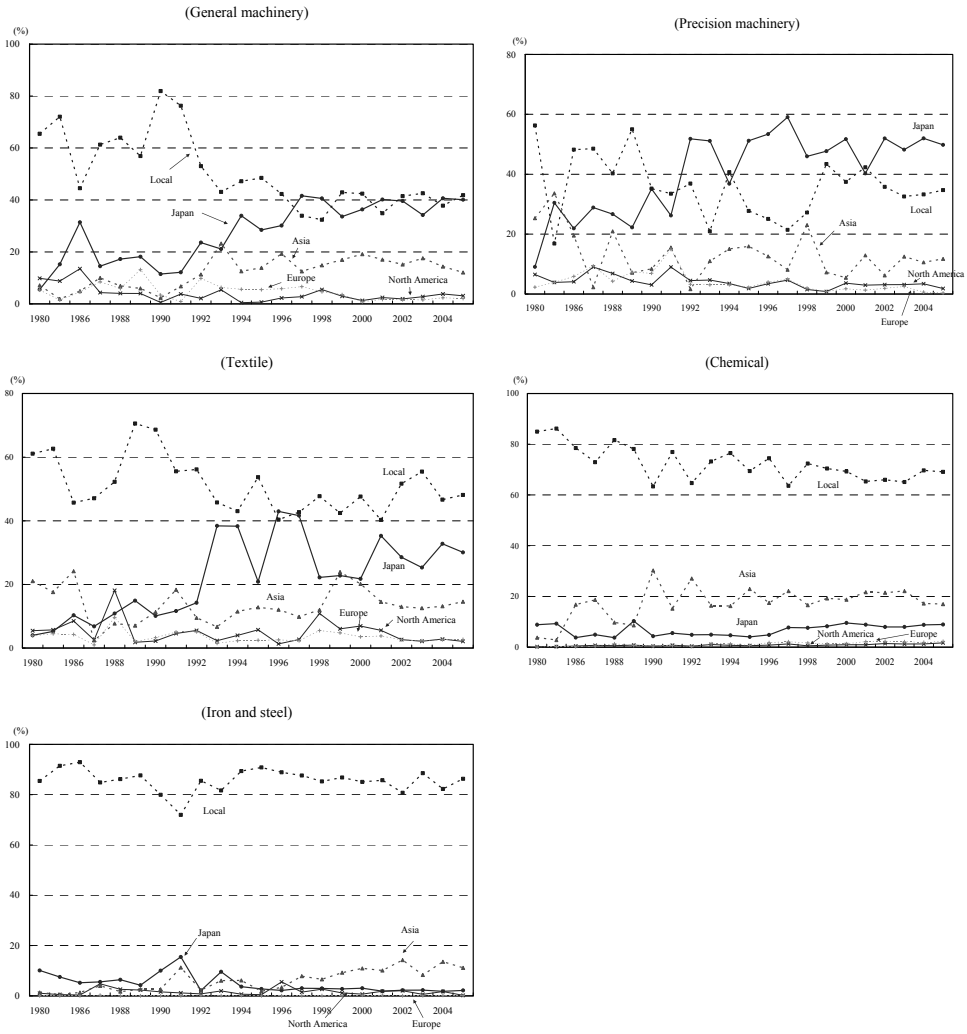 (General machinery)
(%)
100
80
60
40
20
0
Local
Japan
Asia
Europe
North America
1980 1986 1988 1990 1992 1994 1996 1998 2000 2002 2004
(Precision machinery)
(%)
80
60
40
20
0
Japan
Local
Asia
North America
Europe
1980 1986 1988 1990 1992 1994 1996 1998 2000 2002 2004
(Textile)
(%)
80
60
40
20
0
Local
Japan
Asia
Europe
North America
1980 1986 1988 1990 1992 1994 1996 1998 2000 2002 2004
(Chemical)
(%)
100
80
60
40
20
0
Local
Asia
Japan
North America
Europe
1980 1986 1988 1990 1992 1994 1996 1998 2000 2002 2004
(Iron and steel)
(%)
100
80
60
40
20
0
Local
Japan
Asia
1980 1986 1988 1990 1992 1994 1996 1998 2000 2002 2004
North America
Europe